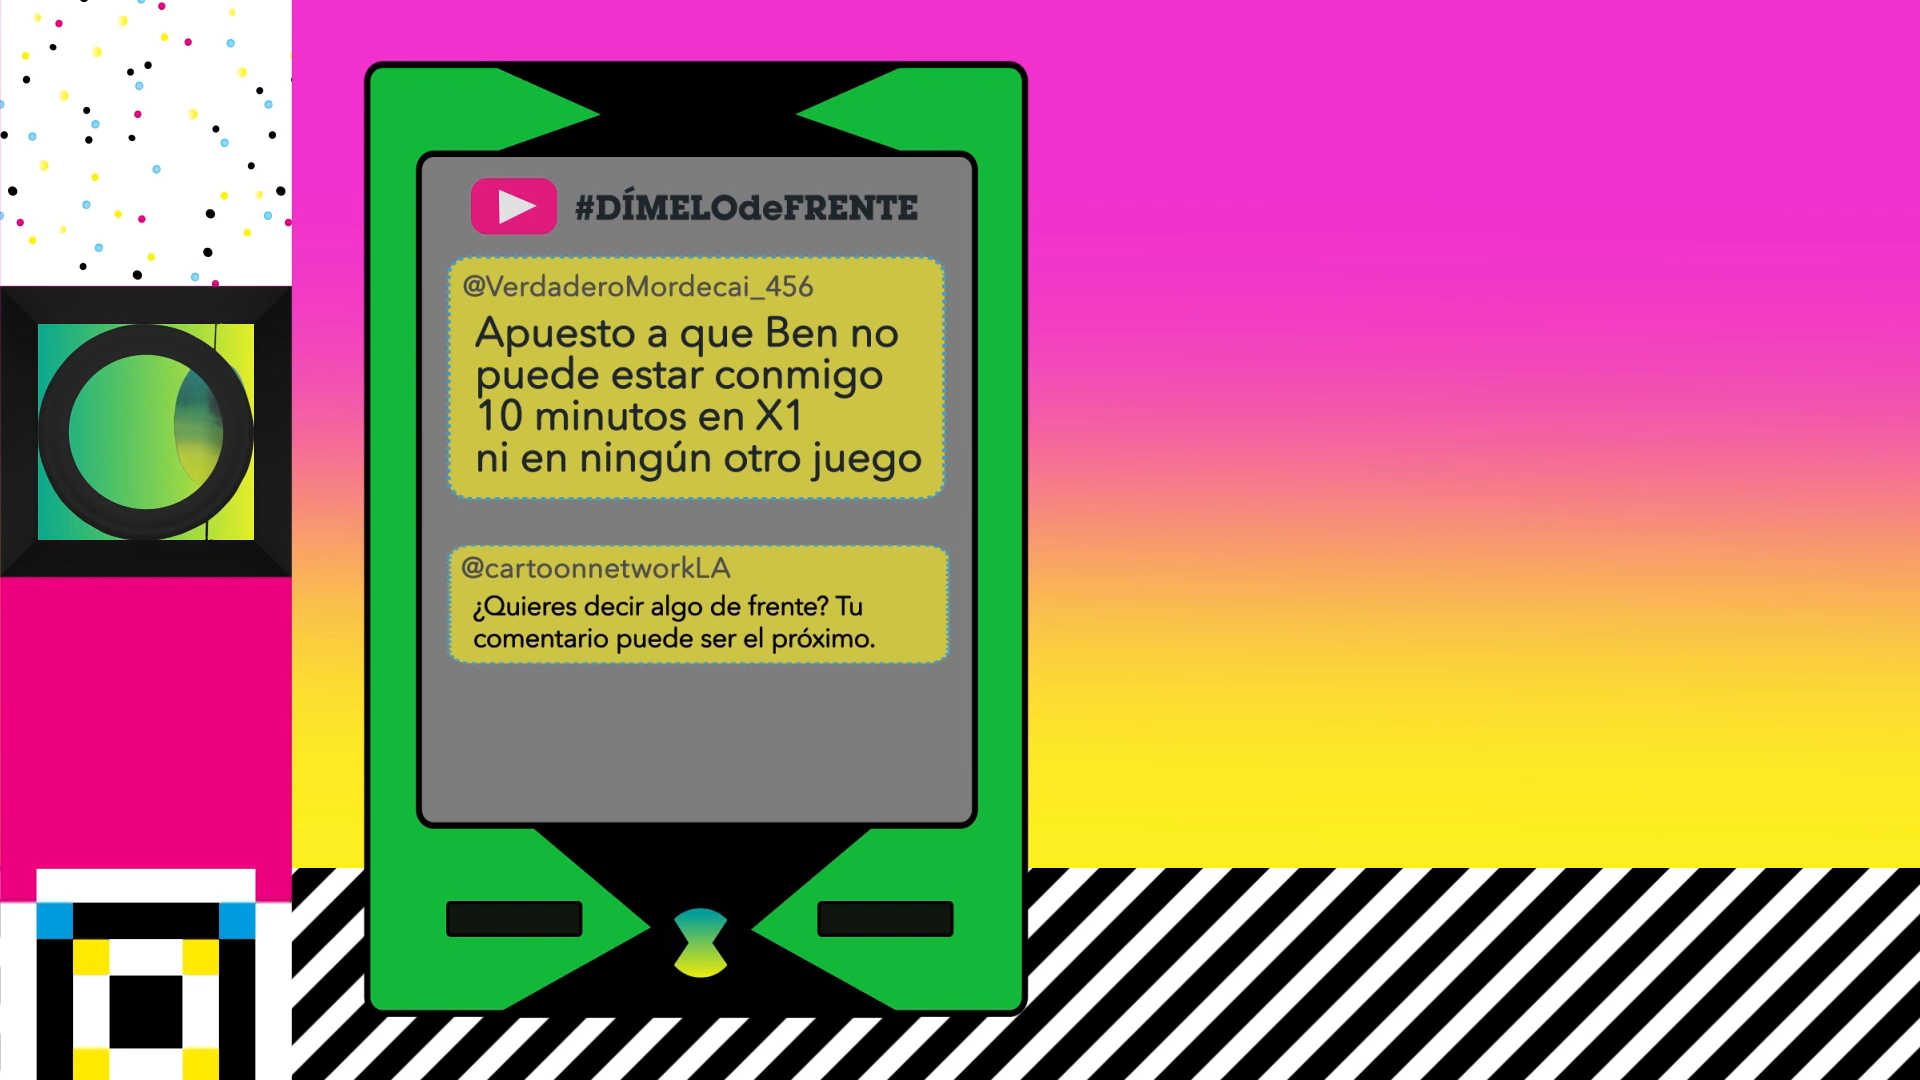 #DÍMELOdeFRENTE
@VerdaderoMordecai_456
Apuesto a que Ben no
puede estar conmigo
10 minutos en X1
ni en ningún otro juego
@cartoonnetworkLA
¿Quieres decir algo de frente? Tu
comentario puede ser el próximo.